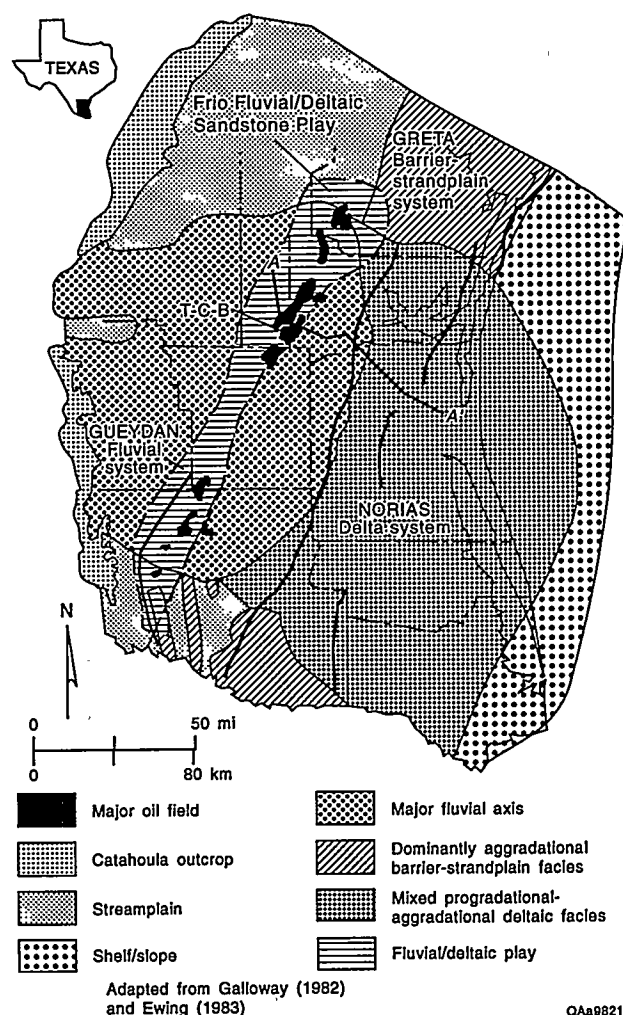 TEXAS
Frio Fluvial/Deltaic
Sandstone Play
GRETA
Barrier-
strandplain
system
A
T-C-B
A'
GUEYDAN
Fluvial
system
NORIAS
Delta system
N
0 50 mi
0 80 km
Major oil field
Catahoula outcrop
Streamplain
Shelf/slope
Major fluvial axis
Dominantly aggradational
barrier-strandplain facies
Mixed progradational-
aggradational deltaic facies
Fluvial/deltaic play
Adapted from Galloway (1982)
and Ewing (1983)
QAa9821